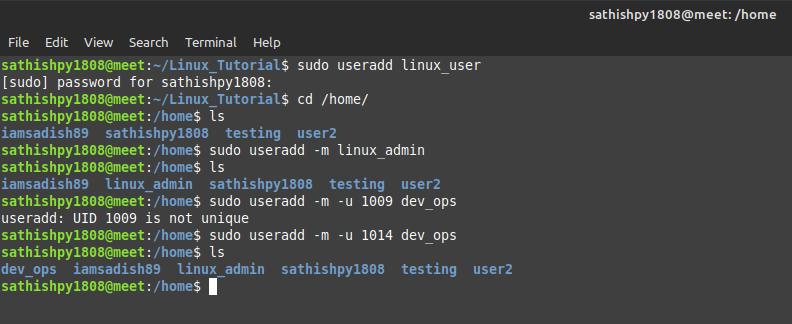 sathishpy1808@meet: /home
File Edit View Search Terminal Help
sathishpy1808@meet:~/Linux_Tutorial$ sudo useradd linux_user
[sudo] password for sathishpy1808:
sathishpy1808@meet:~/Linux_Tutorial$ cd /home/
sathishpy1808@meet:/home$ ls
iamsadish89 sathishpy1808 testing user2
sathishpy1808@meet:/home$ sudo useradd -m linux_admin
sathishpy1808@meet:/home$ ls
iamsadish89 linux_admin sathishpy1808 testing user2
sathishpy1808@meet:/home$ sudo useradd -m -u 1009 dev_ops
useradd: UID 1009 is not unique
sathishpy1808@meet:/home$ sudo useradd -m -u 1014 dev_ops
sathishpy1808@meet:/home$ ls
dev_ops iamsadish89 linux_admin sathishpy1808 testing user2
sathishpy1808@meet:/home$